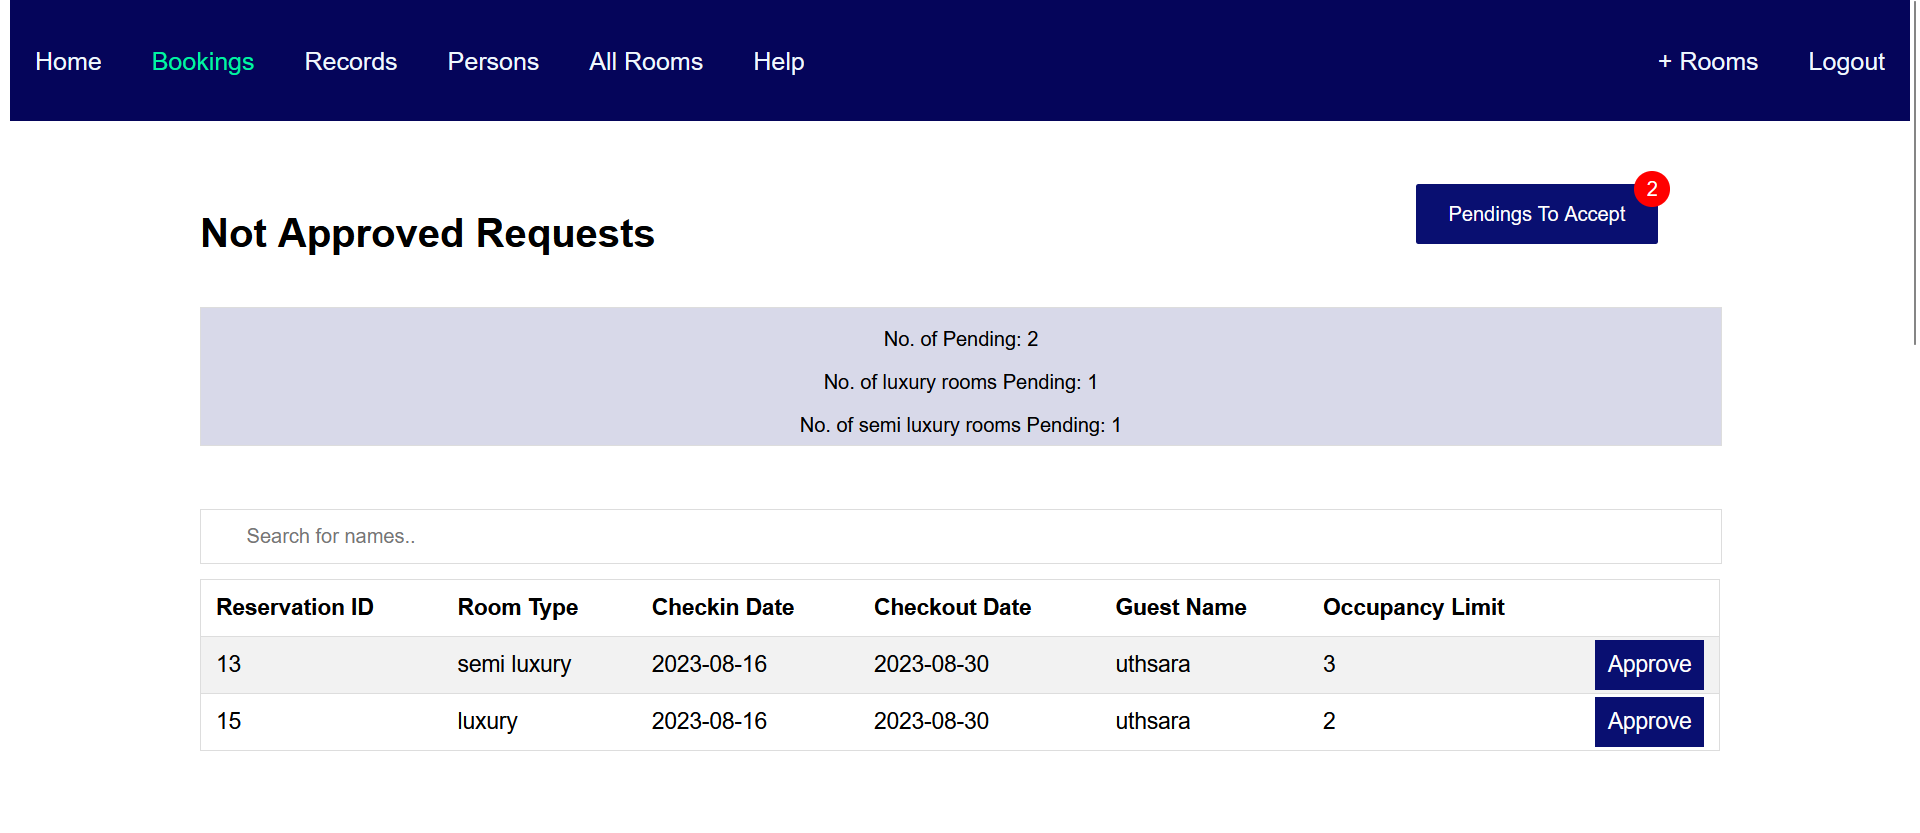 Home Bookings Records Persons All Rooms Help + Rooms Logout
2
Pendings To Accept
Not Approved Requests
No. of Pending: 2
No. of luxury rooms Pending: 1
No. of semi luxury rooms Pending: 1
Search for names..
Reservation ID Room Type Checkin Date Checkout Date Guest Name Occupancy Limit
13 semi luxury 2023-08-16 2023-08-30 uthsara 3 Approve
15 luxury 2023-08-16 2023-08-30 uthsara 2 Approve